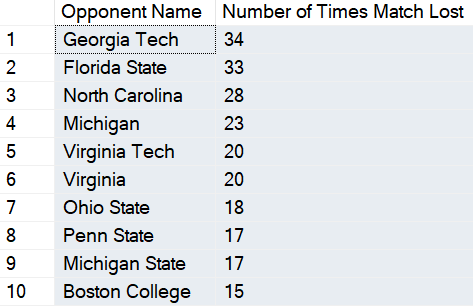 Opponent Name Number of Times Match Lost
1 Georgia Tech 34
2 Florida State 33
3 North Carolina 28
4 Michigan 23
5 Virginia Tech 20
6 Virginia 20
7 Ohio State 18
8 Penn State 17
9 Michigan State 17
10 Boston College 15